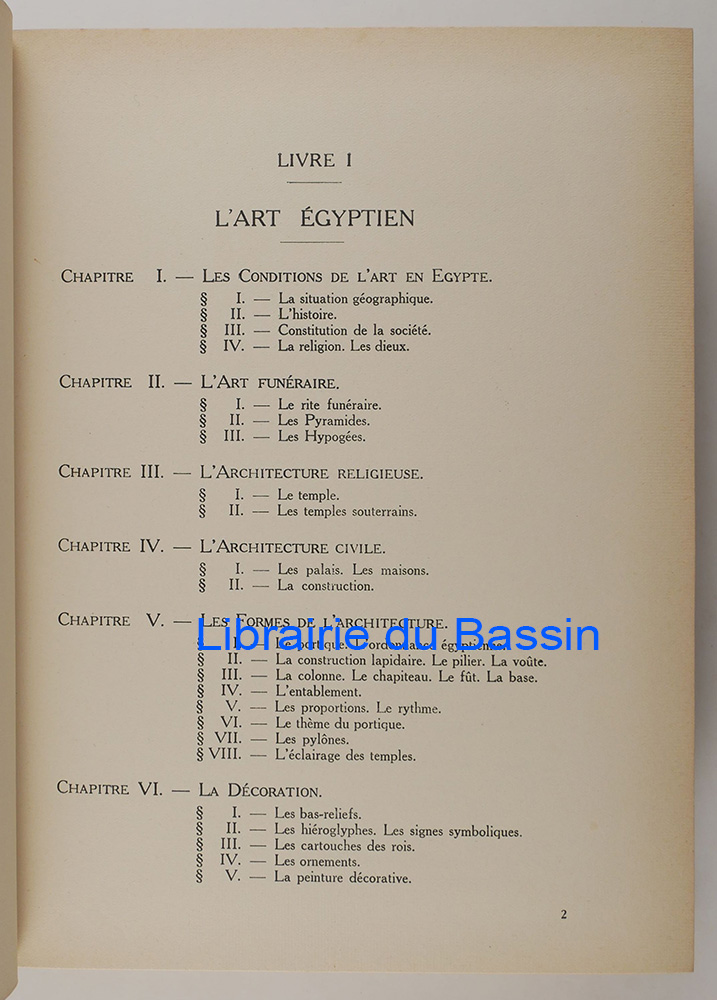 LIVRE I
L'ART ÉGYPTIEN
CHAPITRE I. — LES CONDITIONS DE L'ART EN EGYPTE.
§ I. — La situation géographique.
§ II. — L'histoire.
§ III. — Constitution de la société.
§ IV. — La religion. Les dieux.
CHAPITRE II. — L'ART FUNÉRAIRE.
§ I. — Le rite funéraire.
§ II. — Les Pyramides.
§ III. — Les Hypogées.
CHAPITRE III. — L'ARCHITECTURE RELIGIEUSE.
§ I. — Le temple.
§ II. — Les temples souterrains.
CHAPITRE IV. — L'ARCHITECTURE CIVILE.
§ I. — Les palais. Les maisons.
§ II. — La construction.
CHAPITRE V. — LES FORMES DE L'ARCHITECTURE.
Librairie du Bassin
§ I. — Le portique. L'ordonnance égyptienne.
§ II. — La construction lapidaire. Le pilier. La voûte.
§ III. — La colonne. Le chapiteau. Le fût. La base.
§ IV. — L'entablement.
§ V. — Les proportions. Le rythme.
§ VI. — Le thème du portique.
§ VII. — Les pylônes.
§ VIII. — L'éclairage des temples.
CHAPITRE VI. — LA DÉCORATION.
§ I. — Les bas-reliefs.
§ II. — Les hiéroglyphes. Les signes symboliques.
§ III. — Les cartouches des rois.
§ IV. — Les ornements.
§ V. — La peinture décorative.
2